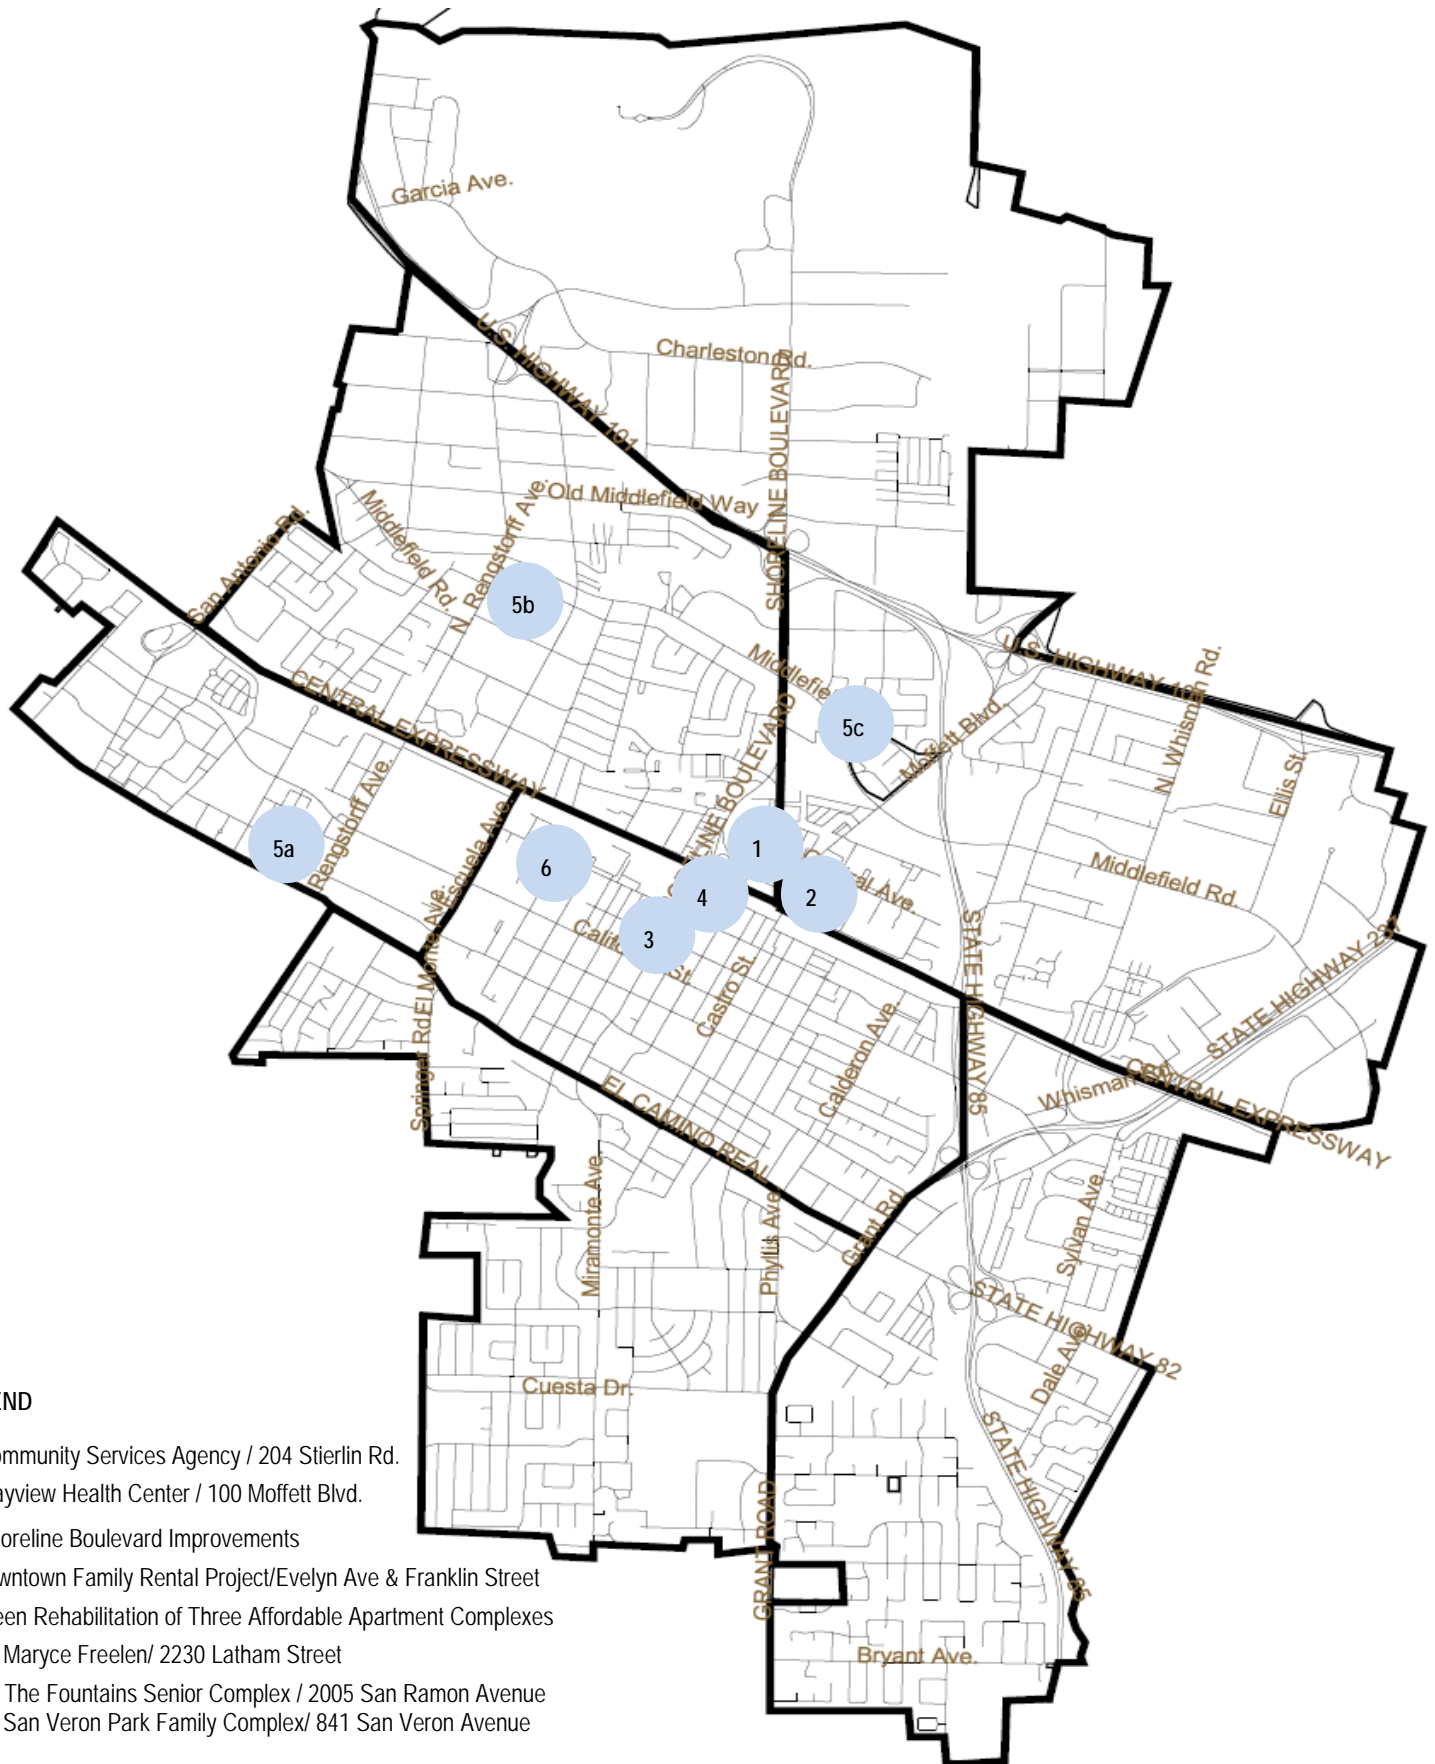 Garcia Ave.
U.S. HIGHWAY 101
Charleston Rd.
SHORELINE BOULEVARD
Old Middlefield Way
Middlefield Rd.
N. Rengstorff Ave.
San Antonio Rd.
5b
U.S. HIGHWAY 101
N. Whisman Rd.
Middlefie
5c
Moffett Blvd.
Ellis St.
CENTRAL EXPRESSWAY
LINE BOULEVARD
Rengstorff Ave.
5a
Escuela Ave.
6
1
4
2
3
Central Ave.
Middlefield Rd.
Califo
St.
Castro St.
Calderon Ave.
STATE HIGHWAY 85
STATE HIGHWAY 237
El Monte Ave.
Springer Rd
Whisman
CENTRAL EXPRESSWAY
EL CAMINO REAL
Miramonte Ave.
Phyllis Ave.
Grant Rd.
Sylvan Ave.
STATE HIGHWAY 82
Dale Ave.
Cuesta Dr.
STATE HIGHWAY 85
GRANT ROAD
Bryant Ave.
END
ommunity Services Agency / 204 Stierlin Rd.
ayview Health Center / 100 Moffett Blvd.
oreline Boulevard Improvements
wntown Family Rental Project/Evelyn Ave & Franklin Street
een Rehabilitation of Three Affordable Apartment Complexes
Maryce Freelen/ 2230 Latham Street
The Fountains Senior Complex / 2005 San Ramon Avenue
San Veron Park Family Complex/ 841 San Veron Avenue